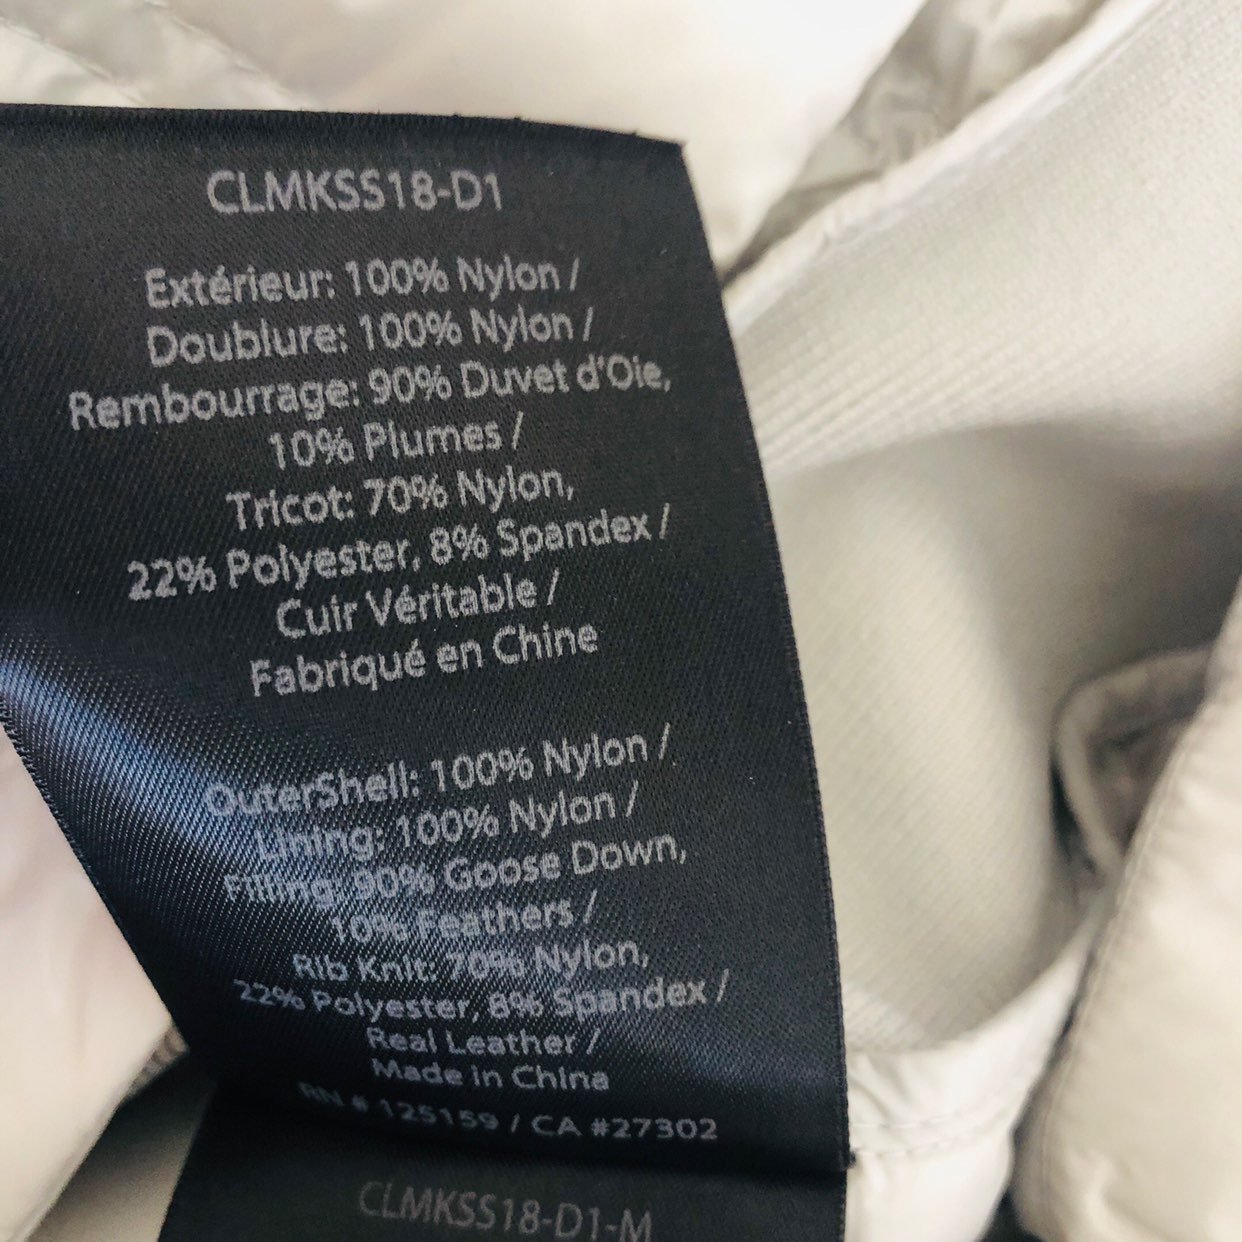 CLMKSS18-D1
Extérieur: 100% Nylon /
Doublure: 100% Nylon /
Rembourrage: 90% Duvet d'Oie,
10% Plumes /
Tricot: 70% Nylon,
22% Polyester, 8% Spandex /
Cuir Véritable /
Fabriqué en Chine
OuterShell: 100% Nylon /
Lining: 100% Nylon /
Filling: 90% Goose Down,
10% Feathers /
Rib Knit: 70% Nylon,
22% Polyester, 8% Spandex /
Real Leather /
Made in China
RN # 125159 / CA #27302
CLMKSS18-D1-M